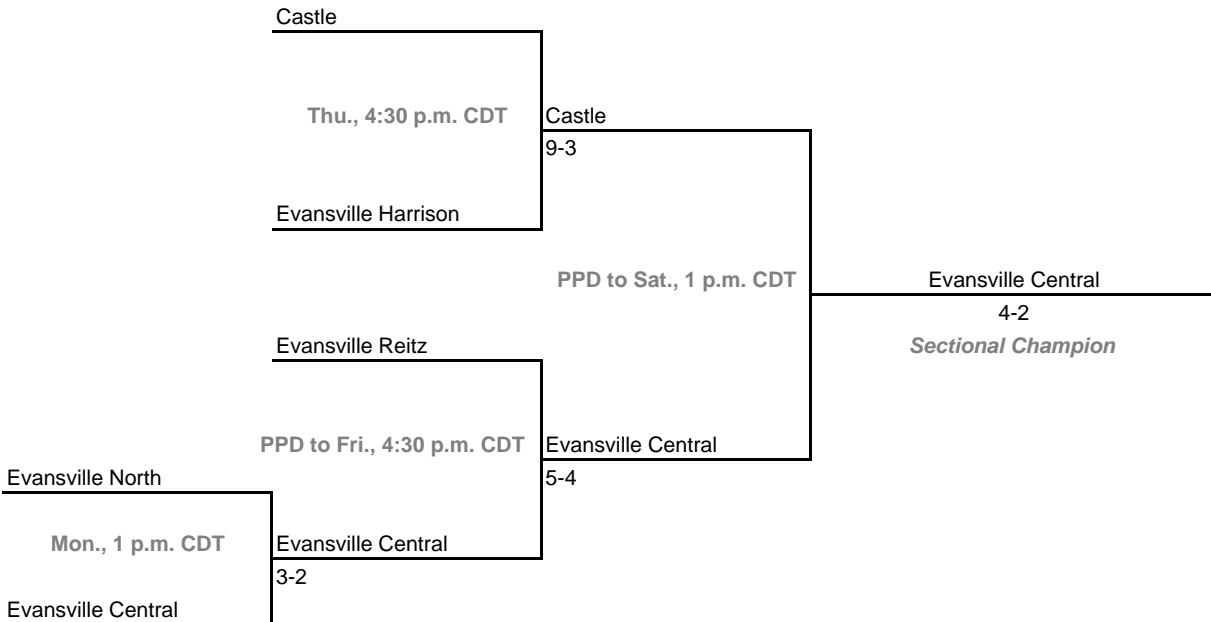 Castle
Thu., 4:30 p.m. CDT
Castle
9-3
Evansville Harrison
PPD to Sat., 1 p.m. CDT
Evansville Central
4-2
Sectional Champion
Evansville Reitz
PPD to Fri., 4:30 p.m. CDT
Evansville Central
5-4
Evansville North
Mon., 1 p.m. CDT
Evansville Central
3-2
Evansville Central